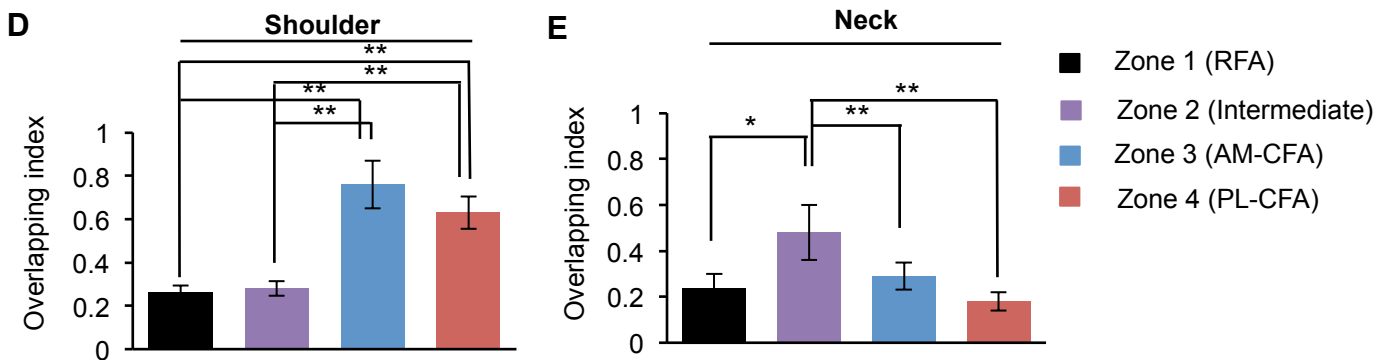 D
Shoulder
**
**
**
**
Overlapping index
1
0.8
0.6
0.4
0.2
0
E
Neck
**
*
**
Overlapping index
1
0.8
0.6
0.4
0.2
0
Zone 1 (RFA)
Zone 2 (Intermediate)
Zone 3 (AM-CFA)
Zone 4 (PL-CFA)